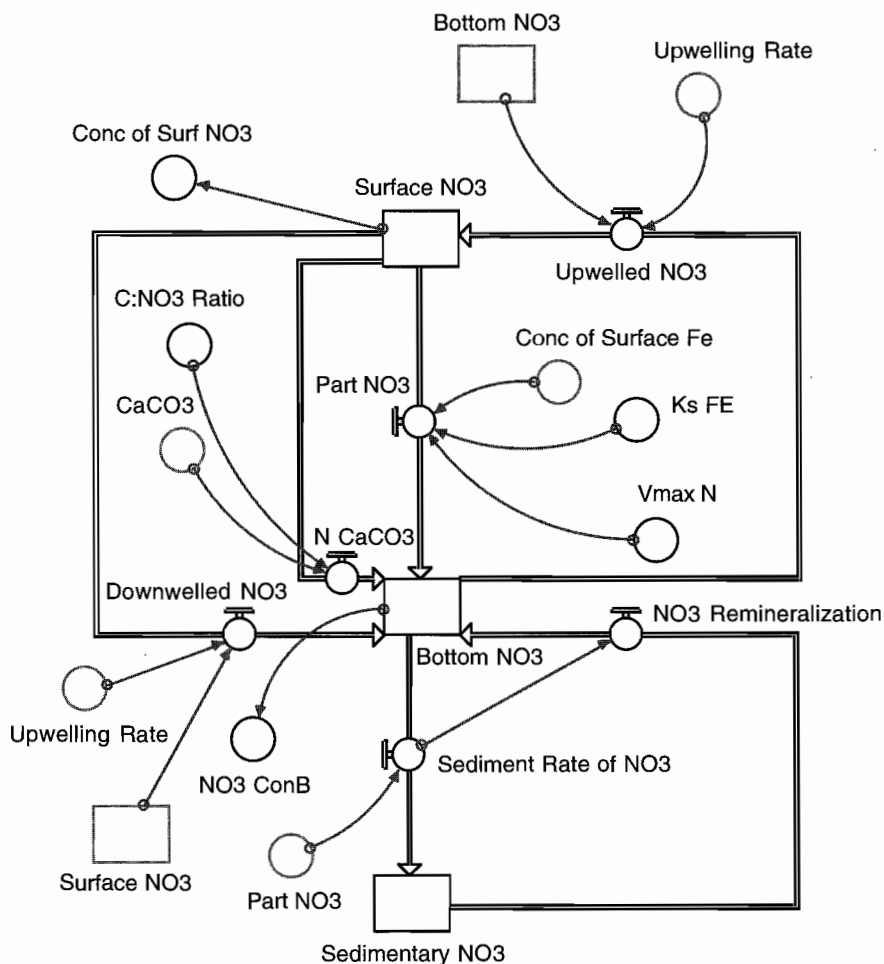 Bottom NO3
Upwelling Rate
Conc of Surf NO3
Surface NO3
Upwelled NO3
C:NO3 Ratio
Conc of Surface Fe
Part NO3
CaCO3
Ks FE
Vmax N
N CaCO3
Downwelled NO3
NO3 Remineralization
Bottom NO3
Upwelling Rate
Sediment Rate of NO3
NO3 ConB
Surface NO3
Part NO3
Sedimentary NO3